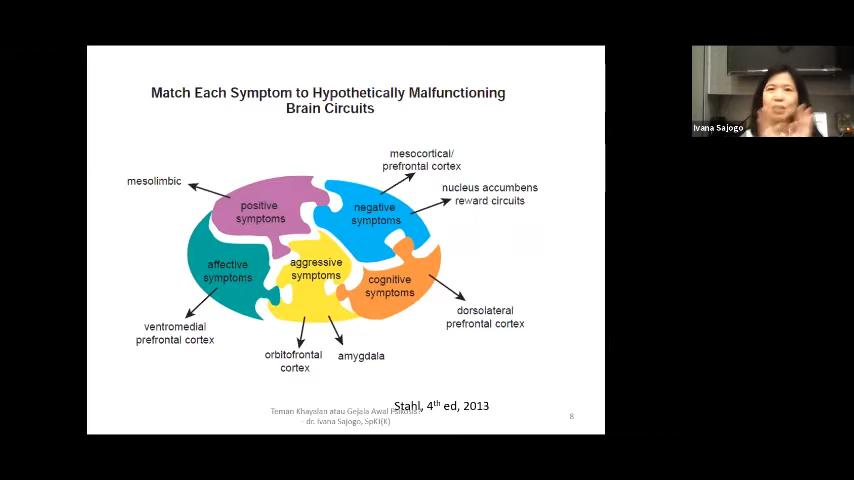 Match Each Symptom to Hypothetically Malfunctioning
Brain Circuits
mesocortical/
prefrontal cortex
mesolimbic
nucleus accumbens
reward circuits
positive
symptoms
negative
symptoms
affective
symptoms
aggressive
symptoms
cognitive
symptoms
ventromedial
prefrontal cortex
orbitofrontal
cortex
amygdala
dorsolateral
prefrontal cortex
Stahl, 4th ed, 2013
Teman Khayalan atau Gejala Awal Psikosis?
- dr. Ivana Sajogo, SpKJ(K)
8
Ivana Sajogo